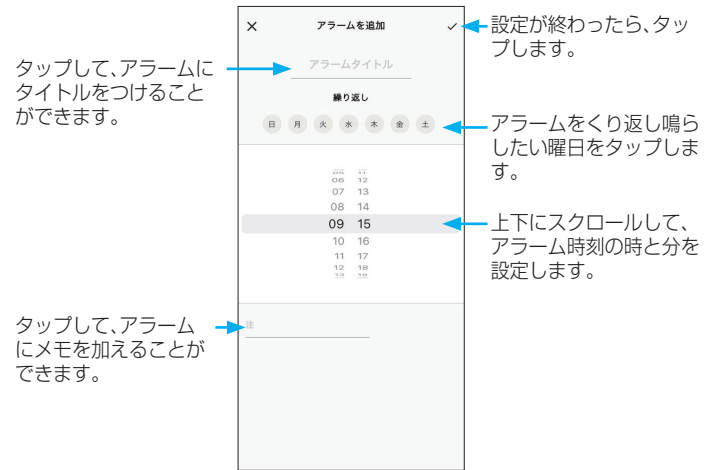 アラームを追加
設定が終わったら、タッ
プします。
タップして、アラームに
タイトルをつけること
ができます。
アラームタイトル
繰り返し
日 月 火 水 木 金 土
アラームをくり返し鳴ら
したい曜日をタップしま
す。
05 11
06 12
07 13
08 14
09 15
10 16
11 17
12 18
13 19
上下にスクロールして、
アラーム時刻の時と分を
設定します。
タップして、アラーム
にメモを加えることが
できます。
注